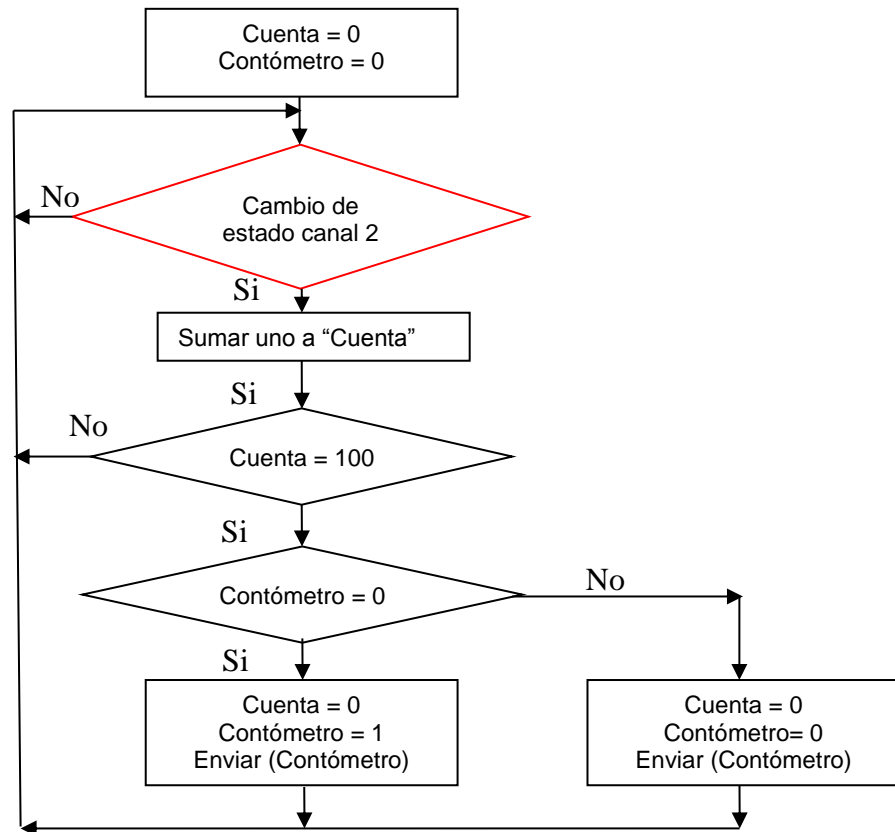 Cuenta = 0
Contómetro = 0
No
Cambio de
estado canal 2
Si
Sumar uno a “Cuenta”
Si
No
Cuenta = 100
Si
Contómetro = 0
No
Si
Cuenta = 0
Contómetro = 1
Enviar (Contómetro)
Cuenta = 0
Contómetro= 0
Enviar (Contómetro)